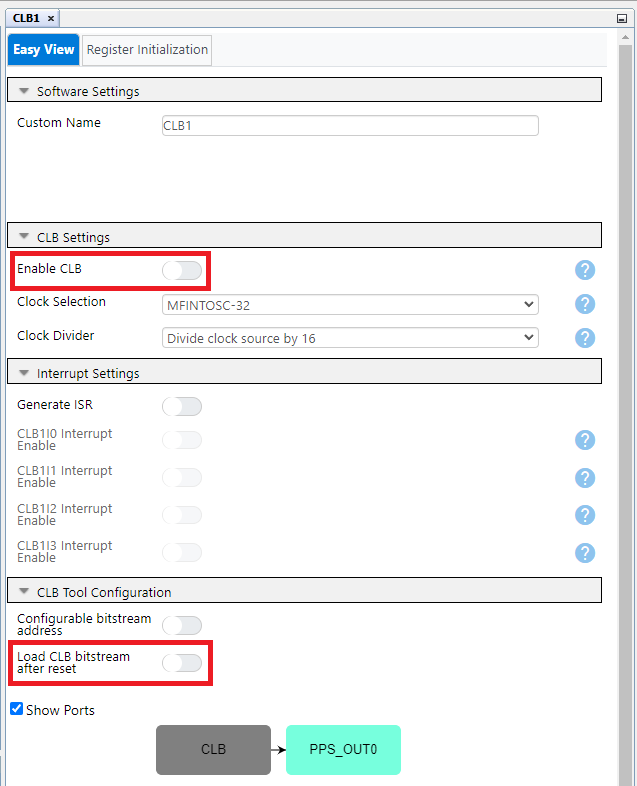 CLB1 ×
Easy View
Register Initialization
Software Settings
Custom Name
CLB1
CLB Settings
Enable CLB
?
Clock Selection
MFINTOSC-32
?
Clock Divider
Divide clock source by 16
?
Interrupt Settings
Generate ISR
CLB1I0 Interrupt
Enable
?
CLB1I1 Interrupt
Enable
?
CLB1I2 Interrupt
Enable
?
CLB1I3 Interrupt
Enable
?
CLB Tool Configuration
Configurable bitstream
address
Load CLB bitstream
after reset
Show Ports
CLB
PPS_OUT0